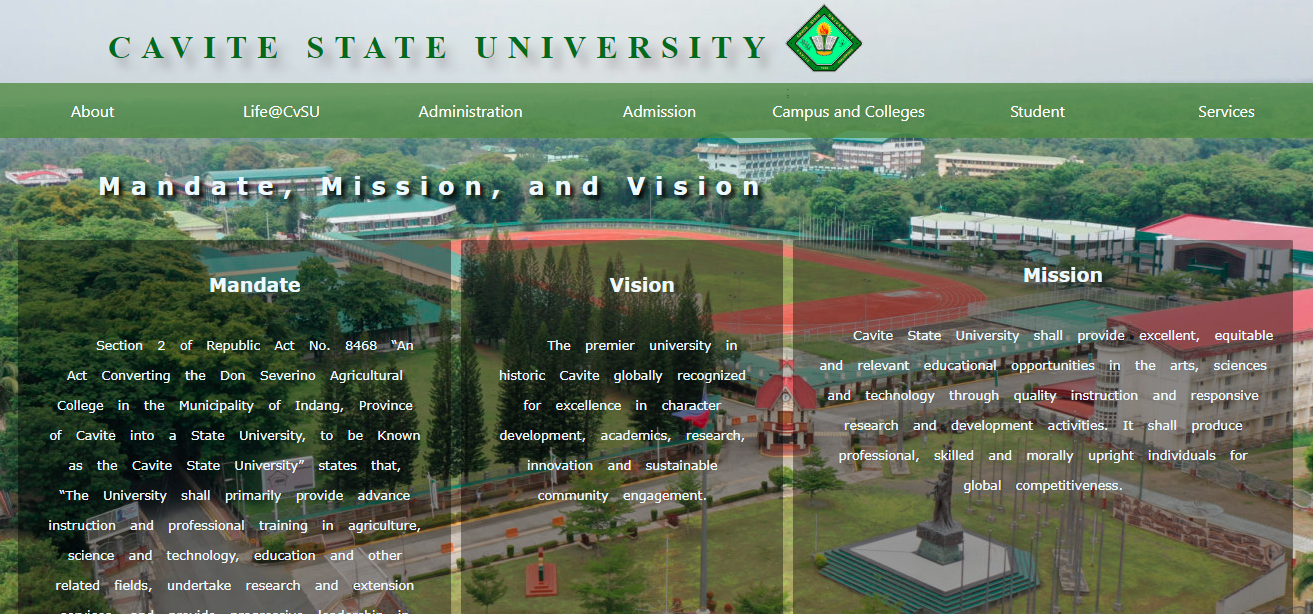 CAVITE STATE UNIVERSITY
About
Life@CvSU
Administration
Admission
Campus and Colleges
Student
Services
Mandate, Mission, and Vision
Mandate
Section 2 of Republic Act No. 8468 “An
Act Converting the Don Severino Agricultural
College in the Municipality of Indang, Province
of Cavite into a State University, to be Known
as the Cavite State University” states that,
“The University shall primarily provide advance
instruction and professional training in agriculture,
science and technology, education and other
related fields, undertake research and extension
services, and provide progressive leadership in
Vision
The premier university in
historic Cavite globally recognized
for excellence in character
development, academics, research,
innovation and sustainable
community engagement.
Mission
Cavite State University shall provide excellent, equitable
and relevant educational opportunities in the arts, sciences
and technology through quality instruction and responsive
research and development activities. It shall produce
professional, skilled and morally upright individuals for
global competitiveness.